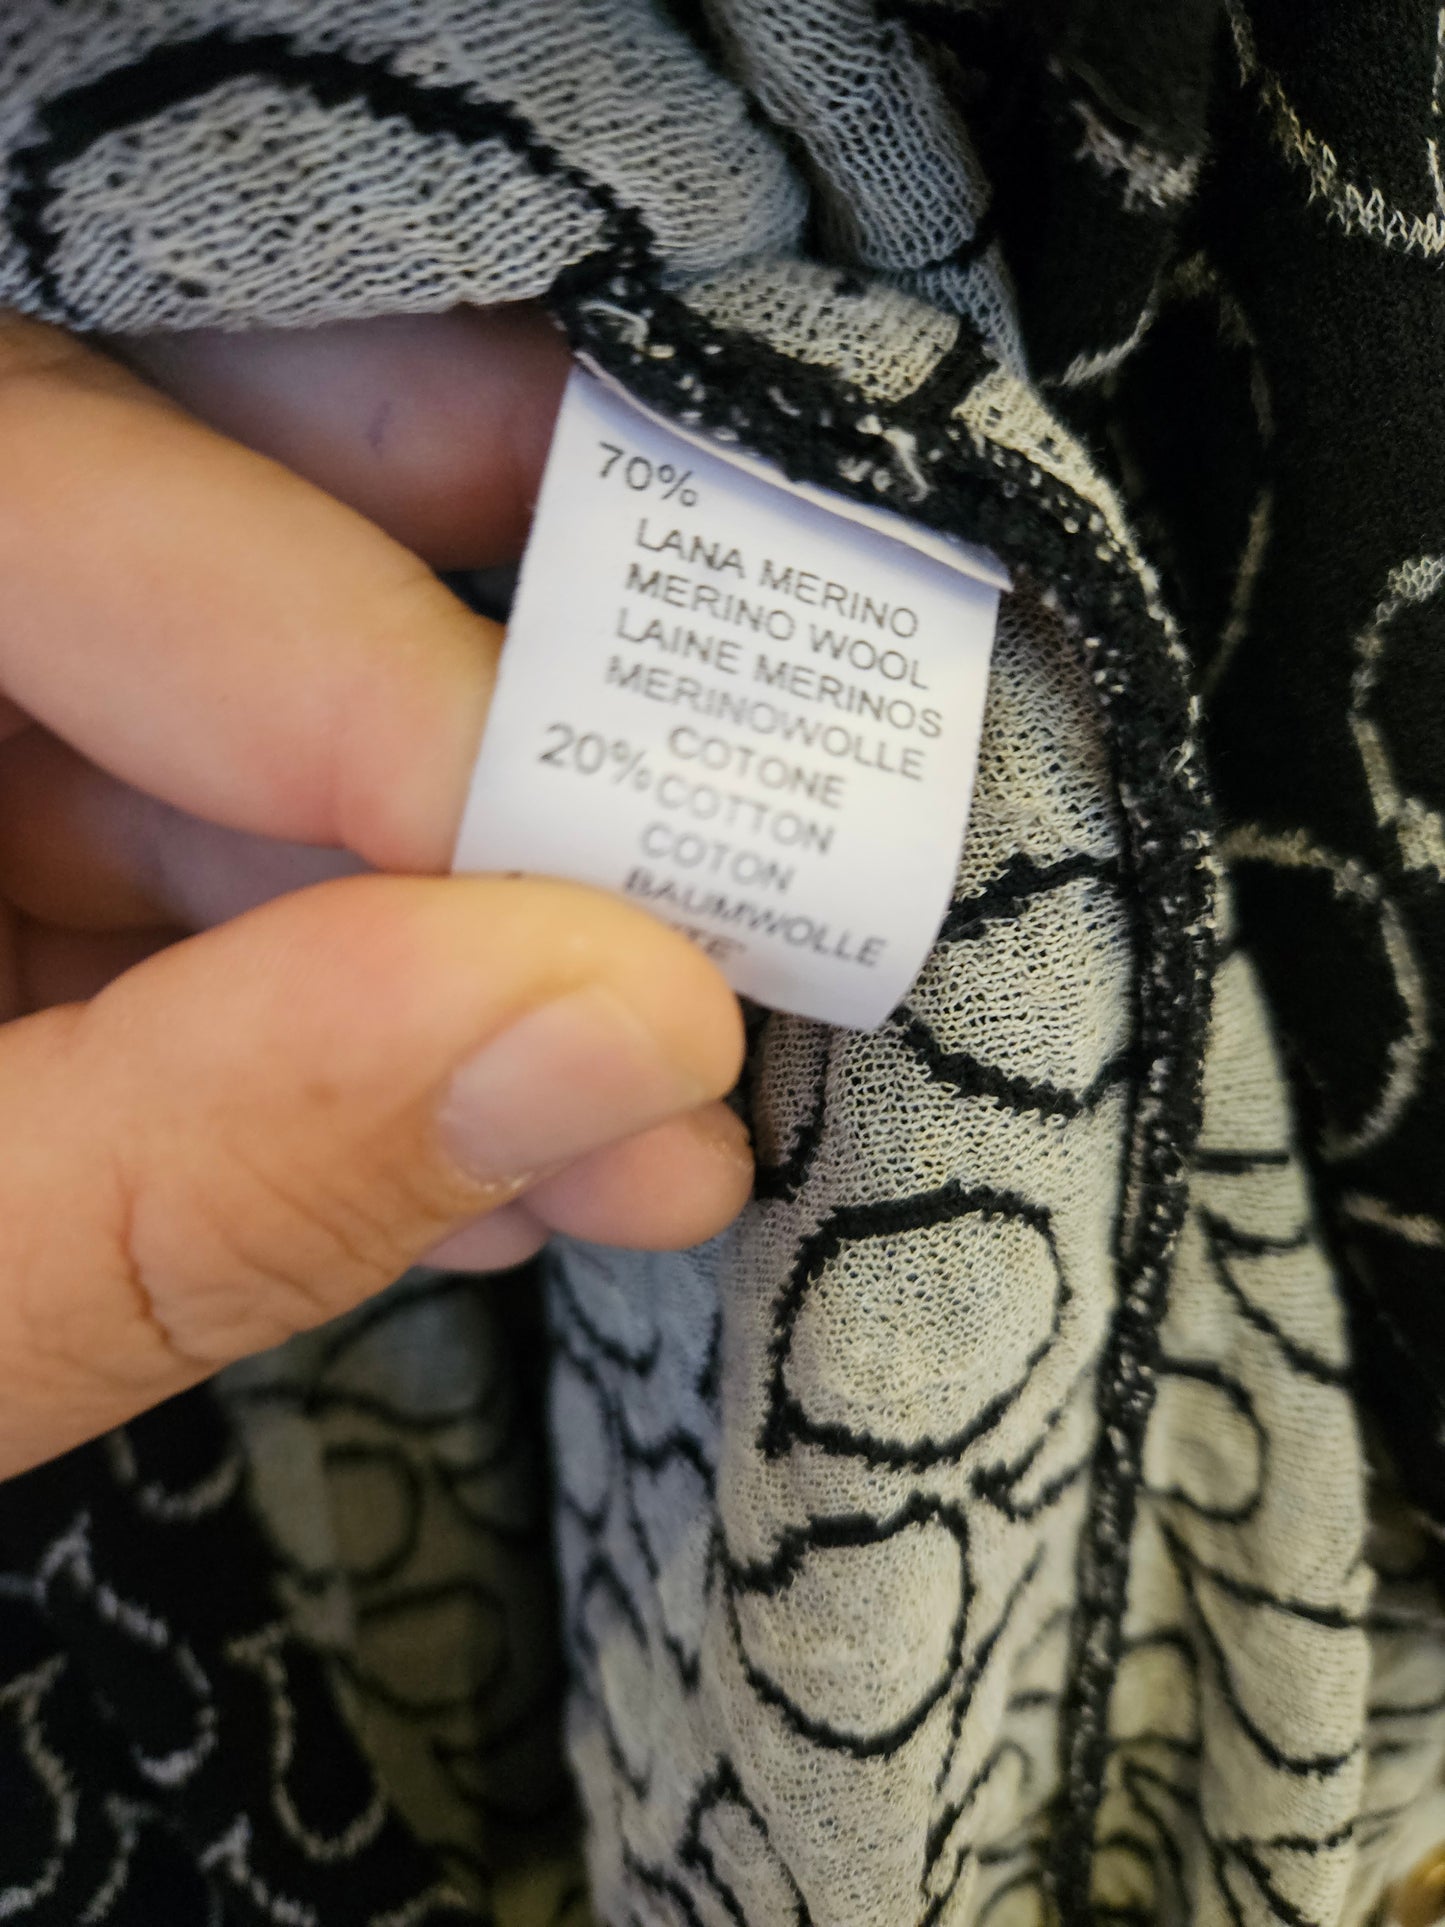 70%
LANA MERINO
MERINO WOOL
LAINE MERINOS
MERINOWOLLE
COTONE
20% COTTON
COTON
BAUMWOLLE